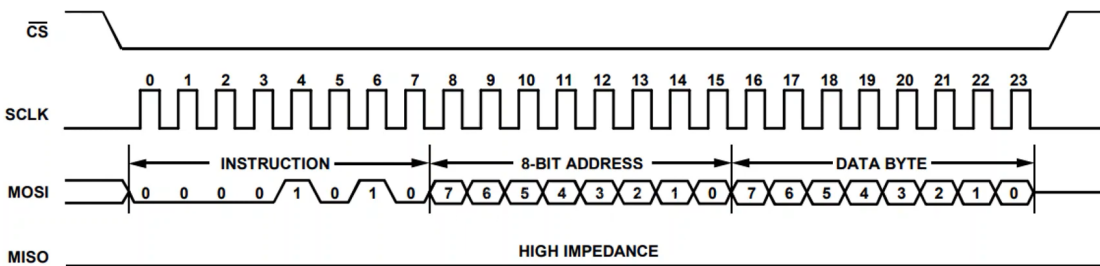 CS
0 1 2 3 4 5 6 7 8 9 10 11 12 13 14 15 16 17 18 19 20 21 22 23
SCLK
INSTRUCTION 8-BIT ADDRESS DATA BYTE
MOSI 0 0 0 0 1 0 1 0 7 6 5 4 3 2 1 0 7 6 5 4 3 2 1 0
HIGH IMPEDANCE
MISO